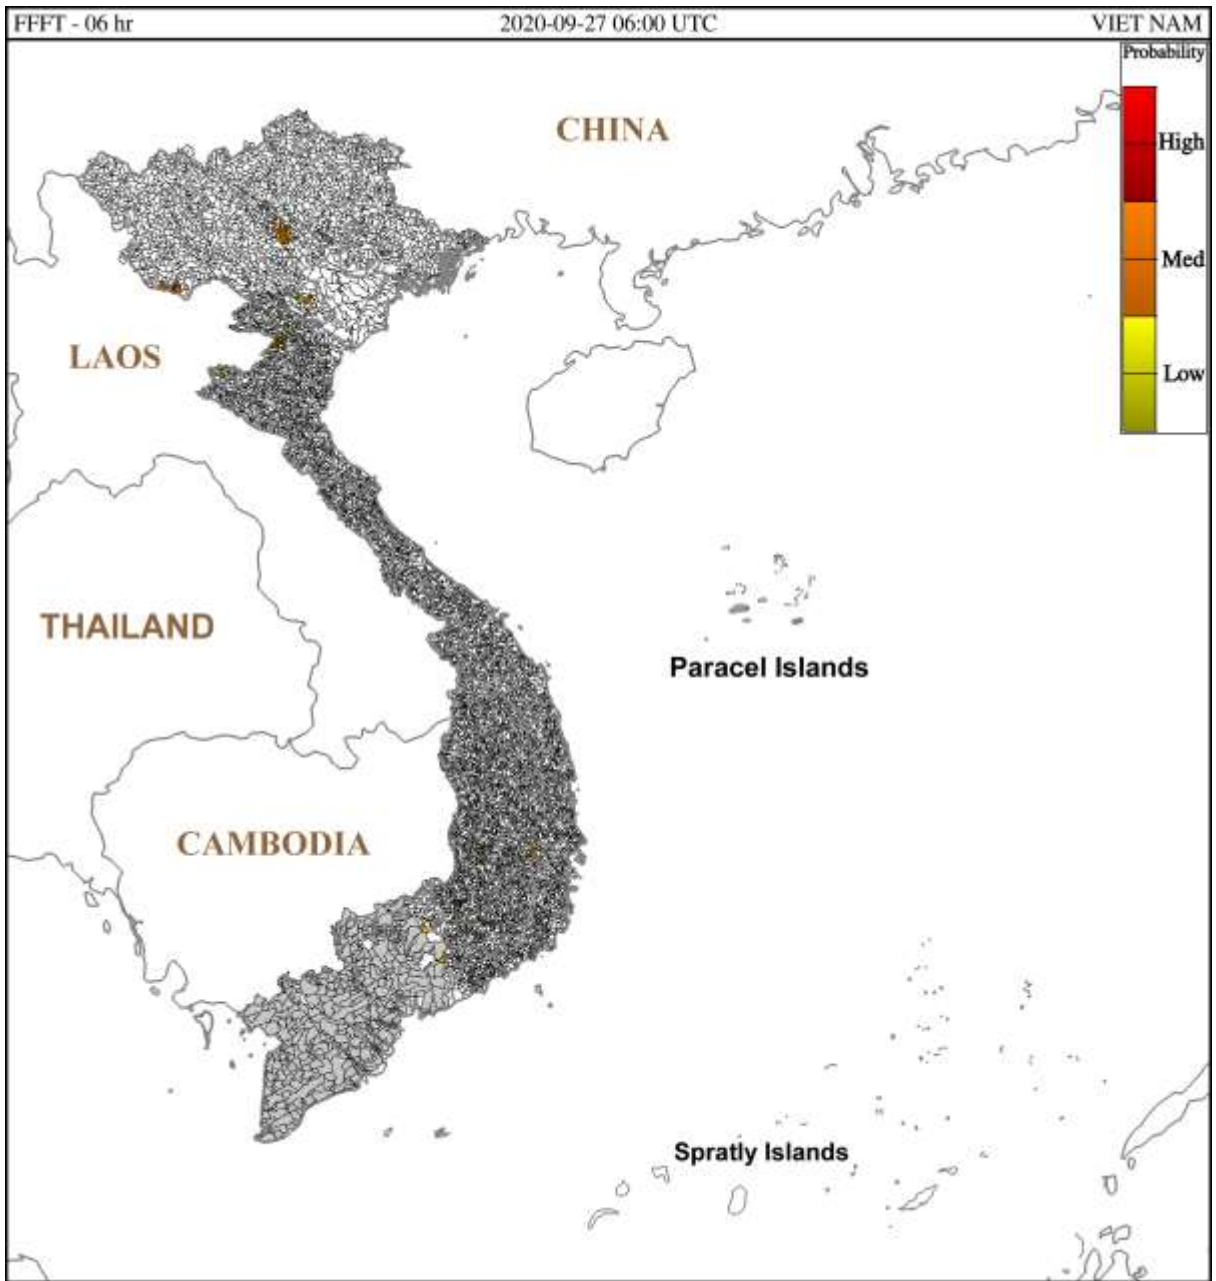 FFFT - 06 hr
2020-09-27 06:00 UTC
VIET NAM
Probability
High
Med
Low
CHINA
LAOS
THAILAND
Paracel Islands
CAMBODIA
Spratly Islands